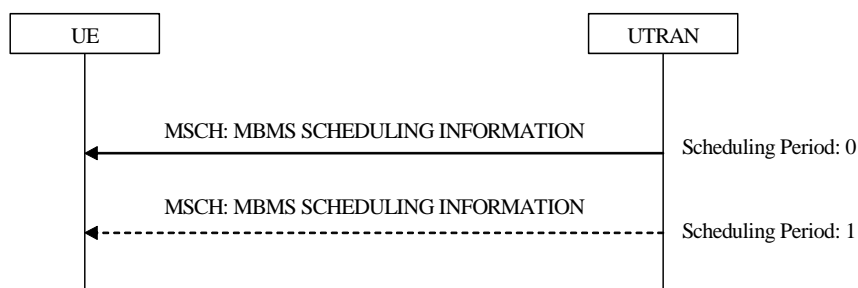 UE
UTRAN
MSCH: MBMS SCHEDULING INFORMATION
Scheduling Period: 0
MSCH: MBMS SCHEDULING INFORMATION
Scheduling Period: 1